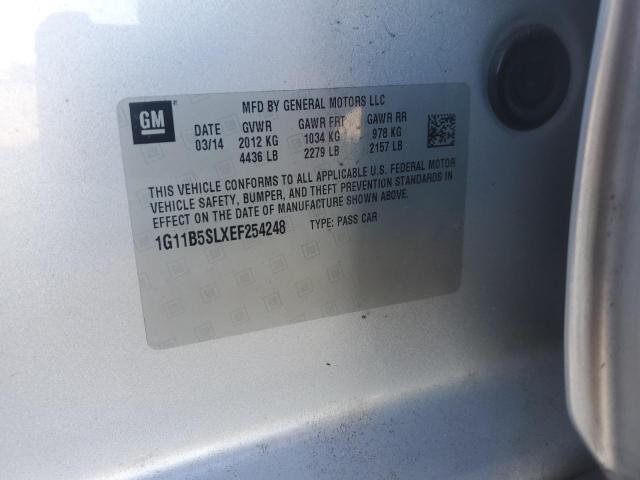 GM
MFD BY GENERAL MOTORS LLC
DATE GVWR GAWR FRT GAWR RR
03/14 2012 KG 1034 KG 978 KG
4436 LB 2279 LB 2157 LB
THIS VEHICLE CONFORMS TO ALL APPLICABLE U.S. FEDERAL MOTOR
VEHICLE SAFETY, BUMPER, AND THEFT PREVENTION STANDARDS IN
EFFECT ON THE DATE OF MANUFACTURE SHOWN ABOVE.
1G11B5SLXEF254248 TYPE: PASS CAR